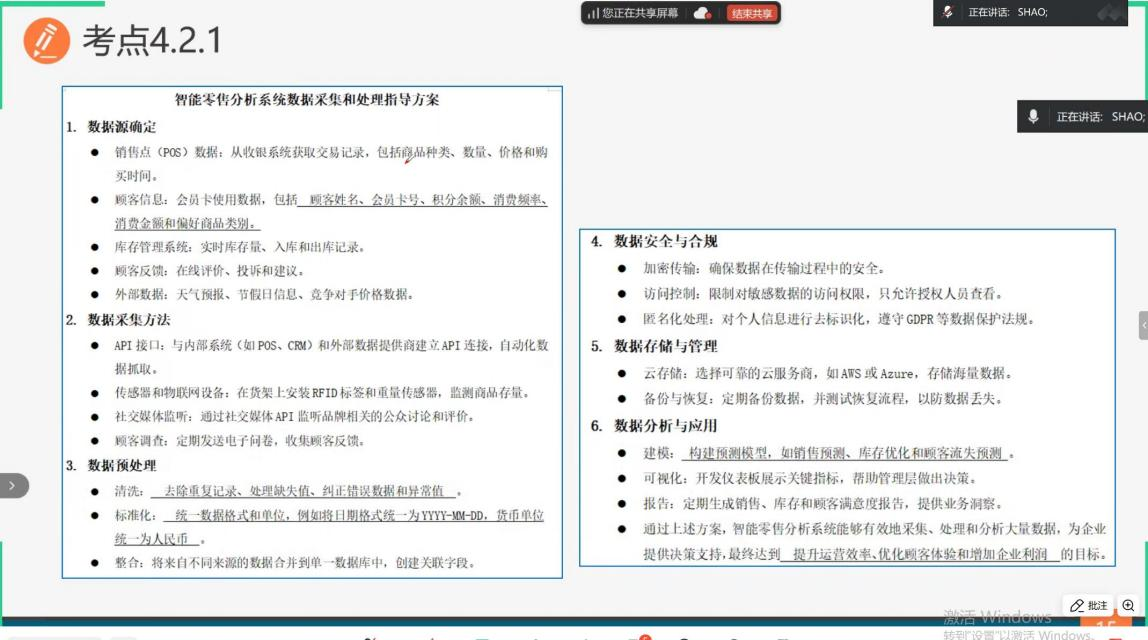 您正在共享屏幕 结束共享
正在讲话: SHAO;
考点4.2.1
正在讲话: SHAO;
智能零售分析系统数据采集和处理指导方案
1. 数据源确定
● 销售点（POS）数据：从收银系统获取交易记录，包括商品种类、数量、价格和购
买时间。
● 顾客信息：会员卡使用数据，包括 顾客姓名、会员卡号、积分余额、消费频率、
消费金额和偏好商品类别。
● 库存管理系统：实时库存量、入库和出库记录。
● 顾客反馈：在线评价、投诉和建议。
● 外部数据：天气预报、节假日信息、竞争对手价格数据。
2. 数据采集方法
● API 接口：与内部系统（如 POS、CRM）和外部数据提供商建立 API 连接，自动化数
据抓取。
● 传感器和物联网设备：在货架上安装 RFID 标签和重量传感器，监测商品存量。
● 社交媒体监听：通过社交媒体 API 监听品牌相关的公众讨论和评价。
● 顾客调查：定期发送电子问卷，收集顾客反馈。
3. 数据预处理
● 清洗： 去除重复记录、处理缺失值、纠正错误数据和异常值 。
● 标准化： 统一数据格式和单位，例如将日期格式统一为 YYYY-MM-DD，货币单位
统一为人民币 。
● 整合：将来自不同来源的数据合并到单一数据库中，创建关联字段。
4. 数据安全与合规
● 加密传输：确保数据在传输过程中的安全。
● 访问控制：限制对敏感数据的访问权限，只允许授权人员查看。
● 匿名化处理：对个人信息进行去标识化，遵守 GDPR 等数据保护法规。
5. 数据存储与管理
● 云存储：选择可靠的云服务商，如 AWS 或 Azure，存储海量数据。
● 备份与恢复：定期备份数据，并测试恢复流程，以防数据丢失。
6. 数据分析与应用
● 建模： 构建预测模型，如销售预测、库存优化和顾客流失预测 。
● 可视化：开发仪表板展示关键指标，帮助管理层做出决策。
● 报告：定期生成销售、库存和顾客满意度报告，提供业务洞察。
● 通过上述方案，智能零售分析系统能够有效地采集、处理和分析大量数据，为企业
提供决策支持，最终达到 提升运营效率、优化顾客体验和增加企业利润 的目标。
批注
激活 Windows
转到"设置"以激活 Windows。
15